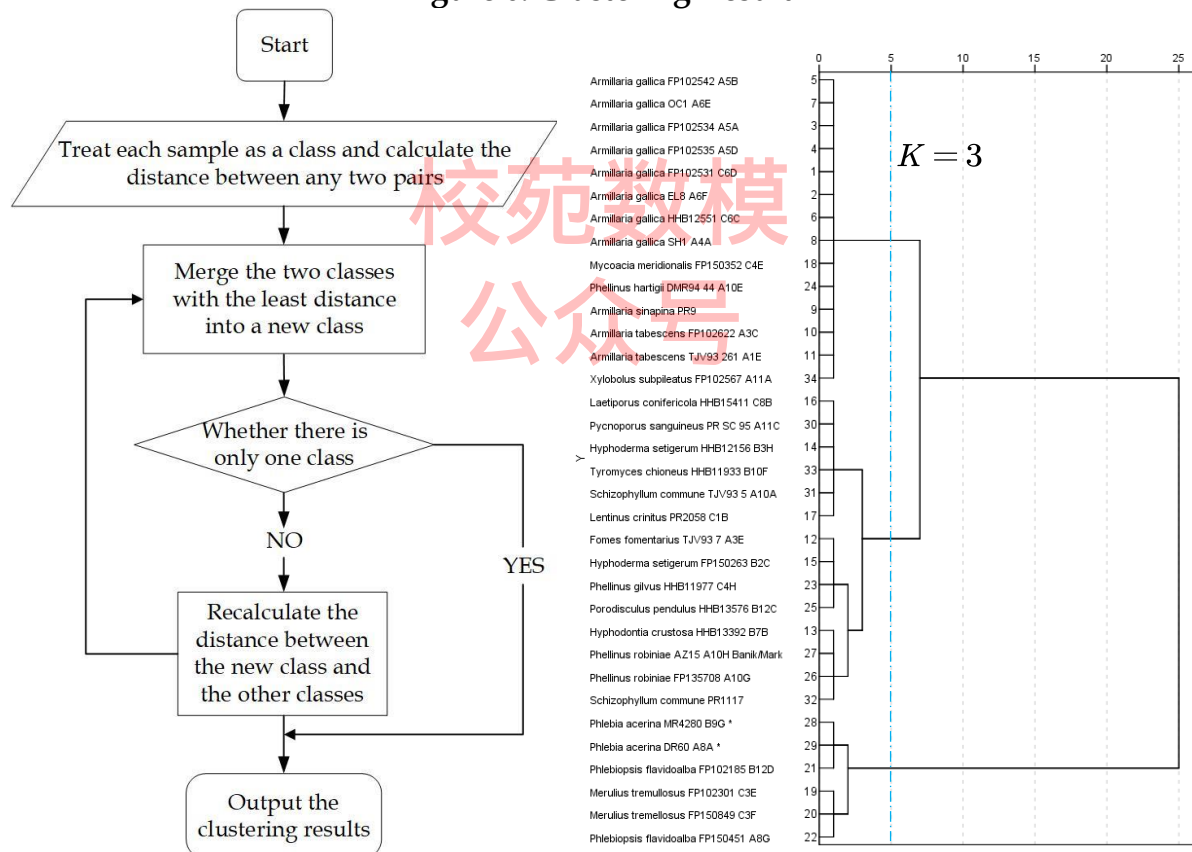 Start
Treat each sample as a class and calculate the
distance between any two pairs
Merge the two classes
with the least distance
into a new class
Whether there is
only one class
NO
YES
Recalculate the
distance between
the new class and
the other classes
Output the
clustering results
校苑数模
公众号
0 5 10 15 20 25
K = 3
Y
Armillaria gallica FP102542 A5B 5
Armillaria gallica OC1 A6E 7
Armillaria gallica FP102534 A5A 3
Armillaria gallica FP102535 A5D 4
Armillaria gallica FP102531 C6D 1
Armillaria gallica EL8 A6F 2
Armillaria gallica HHB12551 C6C 6
Armillaria gallica SH1 A4A 8
Mycoacia meridionalis FP150352 C4E 18
Phellinus hartigii DMR94 44 A10E 24
Armillaria sinapina PR9 9
Armillaria tabescens FP102622 A3C 10
Armillaria tabescens TJV93 261 A1E 11
Xylobolus subpileatus FP102567 A11A 34
Laetiporus conifericola HHB15411 C8B 16
Pycnoporus sanguineus PR SC 95 A11C 30
Hyphoderma setigerum HHB12156 B3H 14
Tyromyces chioneus HHB11933 B10F 33
Schizophyllum commune TJV93 5 A10A 31
Lentinus crinitus PR2058 C1B 17
Fomes fomentarius TJV93 7 A3E 12
Hyphoderma setigerum FP150263 B2C 15
Phellinus gilvus HHB11977 C4H 23
Porodisculus pendulus HHB13576 B12C 25
Hyphodontia crustosa HHB13392 B7B 13
Phellinus robiniae AZ15 A10H Banik/Mark 27
Phellinus robiniae FP135708 A10G 26
Schizophyllum commune PR1117 32
Phlebia acerina MR4280 B9G * 28
Phlebia acerina DR60 A8A * 29
Phlebiopsis flavidoalba FP102185 B12D 21
Merulius tremullosus FP102301 C3E 19
Merulius tremellosus FP150849 C3F 20
Phlebiopsis flavidoalba FP150451 A8G 22